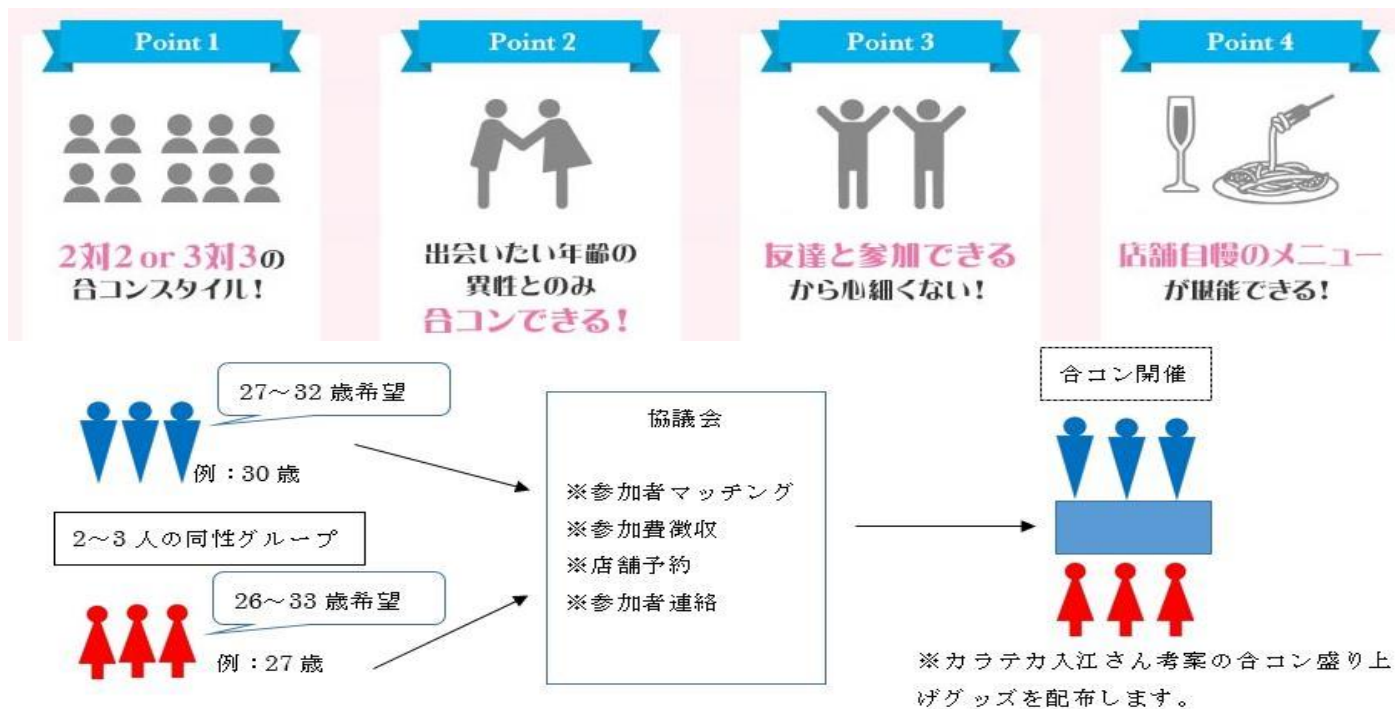 Point 1
2対2 or 3対3の
合コンスタイル!
Point 2
出会いたい年齢の
異性とのみ
合コンできる!
Point 3
友達と参加できる
から心細くない!
Point 4
店舗自慢のメニュー
が堪能できる!
27~32歳希望
例:30歳
2~3人の同性グループ
26~33歳希望
例:27歳
協議会
※参加者マッチング
※参加費徴収
※店舗予約
※参加者連絡
合コン開催
※カラテカ入江さん考案の合コン盛り上
げグッズを配布します。